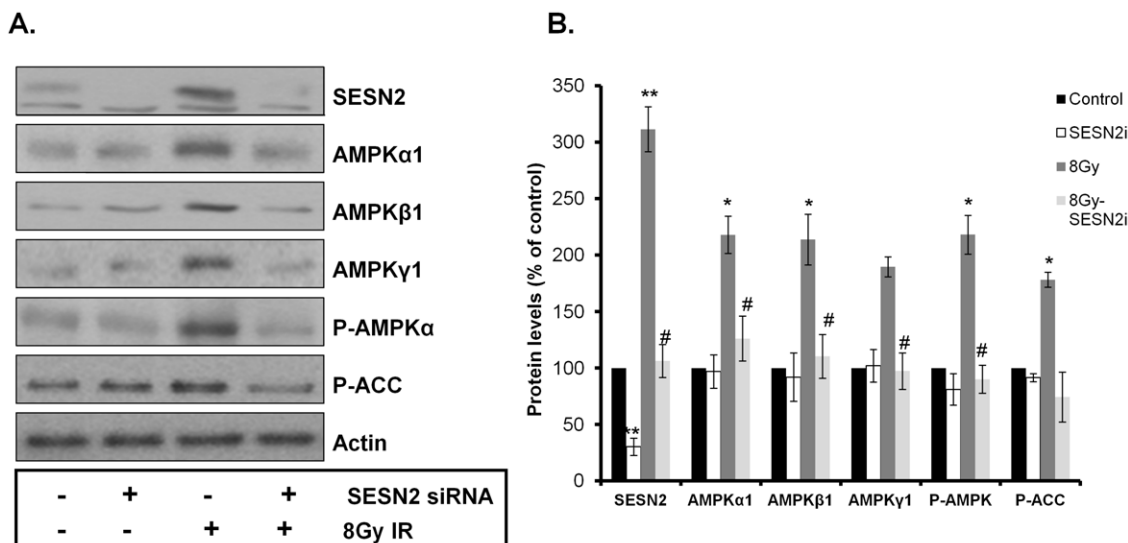 A.
SESN2
AMPKα1
AMPKβ1
AMPKγ1
P-AMPKα
P-ACC
Actin
- + - + SESN2 siRNA
- - + + 8Gy IR
B.
Protein levels (% of control)
350
300
250
200
150
100
50
0
** ** #
* #
* #
#
* #
*
SESN2 AMPKα1 AMPKβ1 AMPKγ1 P-AMPK P-ACC
Control
SESN2i
8Gy
8Gy-
SESN2i